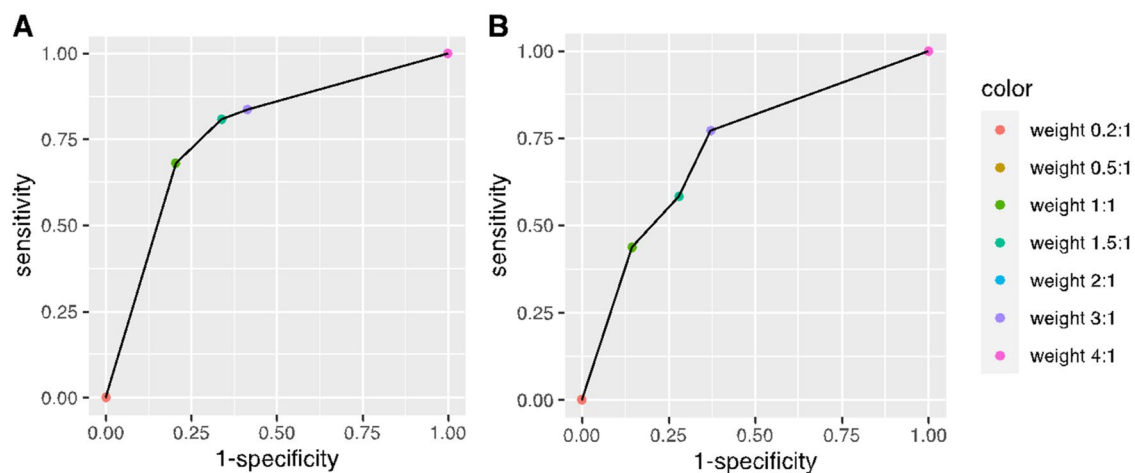 A
1.00
0.75
0.50
0.25
0.00
sensitivity
0.00 0.25 0.50 0.75 1.00
1-specificity
B
1.00
0.75
0.50
0.25
0.00
sensitivity
0.00 0.25 0.50 0.75 1.00
1-specificity
color
weight 0.2:1
weight 0.5:1
weight 1:1
weight 1.5:1
weight 2:1
weight 3:1
weight 4:1